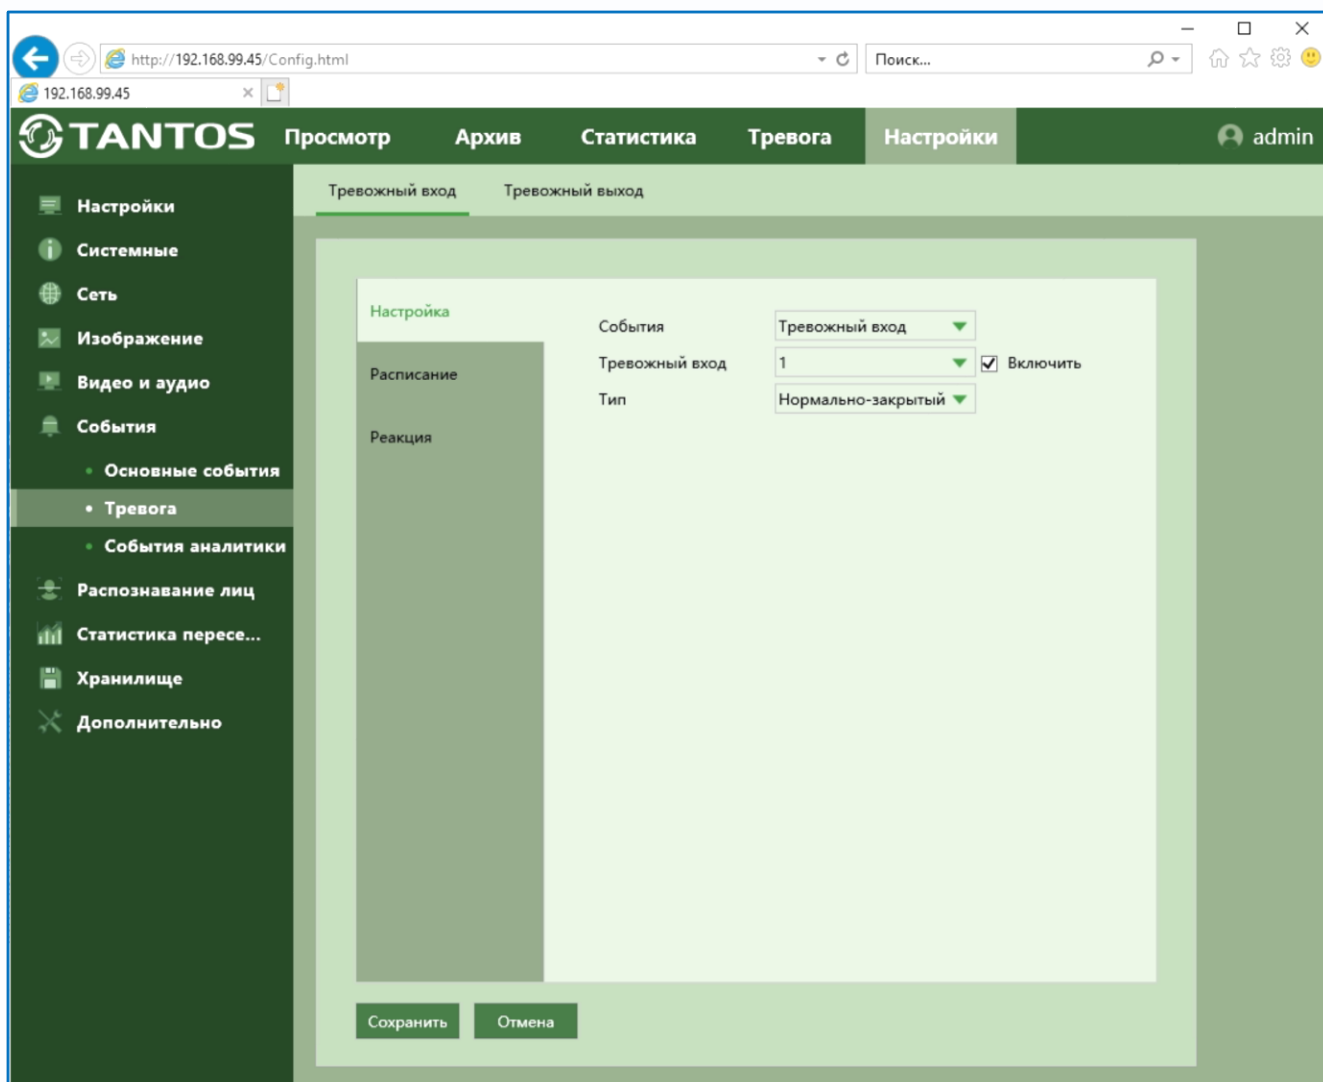 http://192.168.99.45/Config.html
Поиск...
192.168.99.45
TANTOS Просмотр Архив Статистика Тревога Настройки admin
Тревожный вход Тревожный выход
Настройки
Системные
Сеть
Изображение
Видео и аудио
События
Основные события
Тревога
События аналитики
Распознавание лиц
Статистика пересе...
Хранилище
Дополнительно
Настройка
Расписание
Реакция
События Тревожный вход
Тревожный вход 1 Включить
Тип Нормально-закрытый
Сохранить Отмена